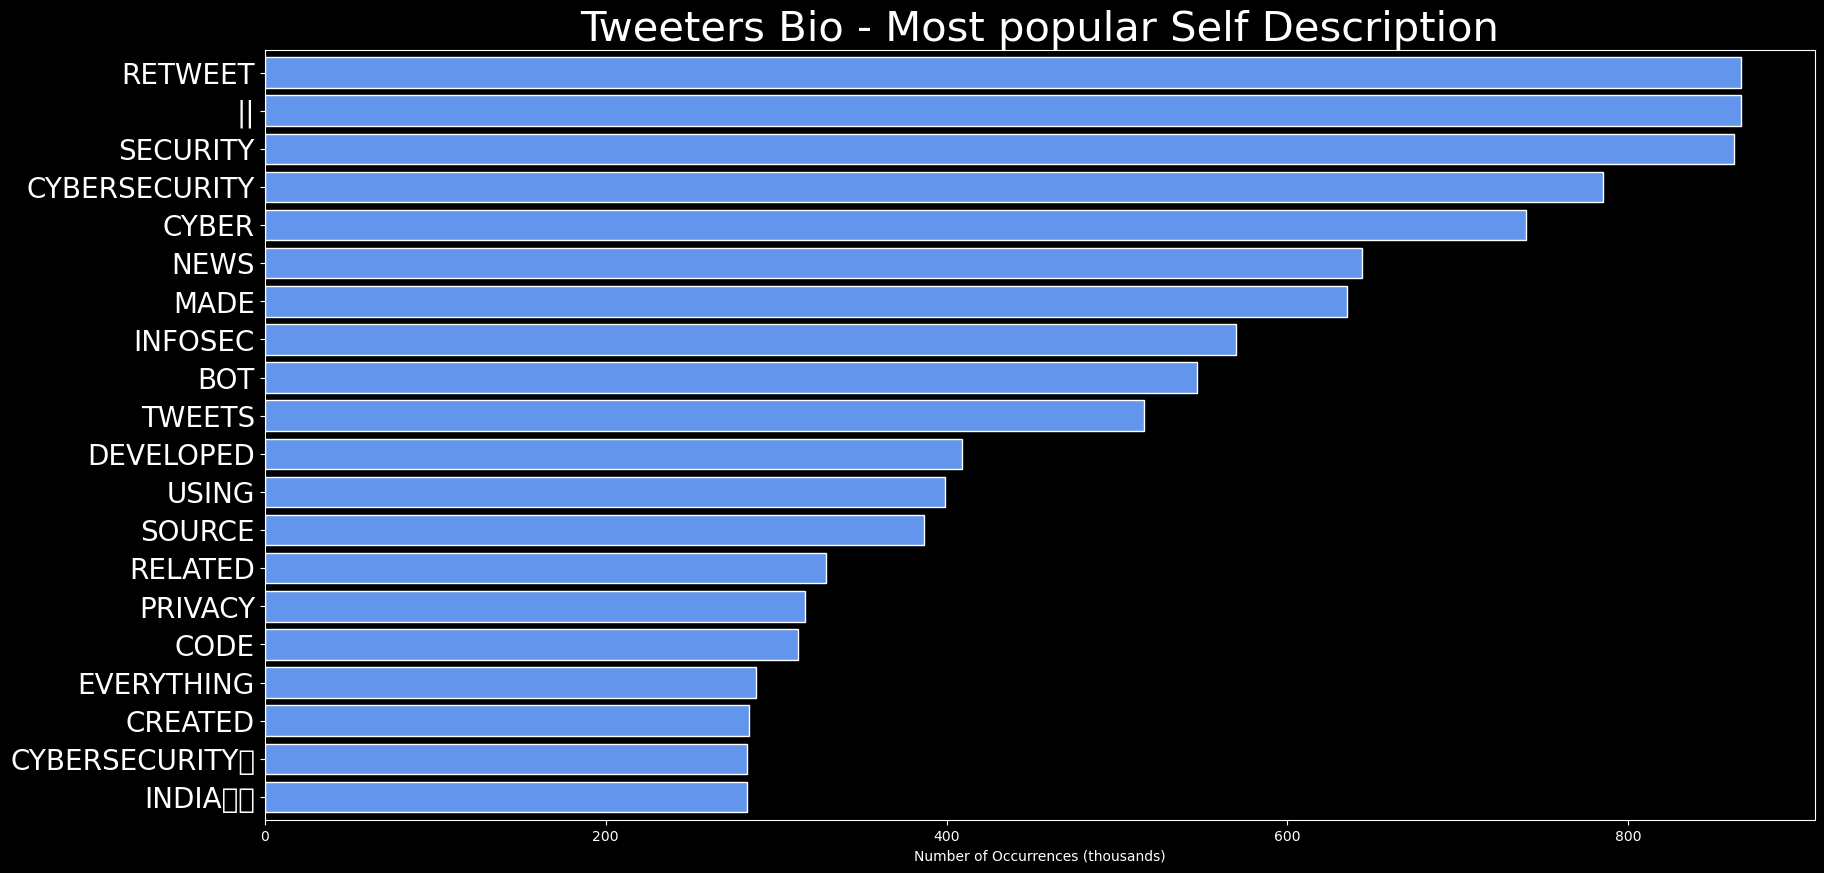 Tweeters Bio - Most popular Self Description
RETWEET
||
SECURITY
CYBERSECURITY
CYBER
NEWS
MADE
INFOSEC
BOT
TWEETS
DEVELOPED
USING
SOURCE
RELATED
PRIVACY
CODE
EVERYTHING
CREATED
CYBERSECURITY▯
INDIA▯▯
0 200 400 600 800
Number of Occurrences (thousands)